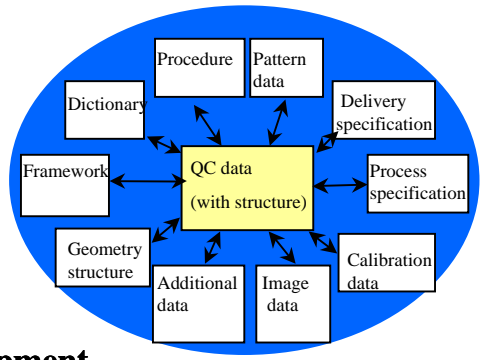 Procedure
Pattern
data
Dictionary
Delivery
specification
Framework
QC data
(with structure)
Process
specification
Geometry
structure
Calibration
data
Additional
data
Image
data
pment